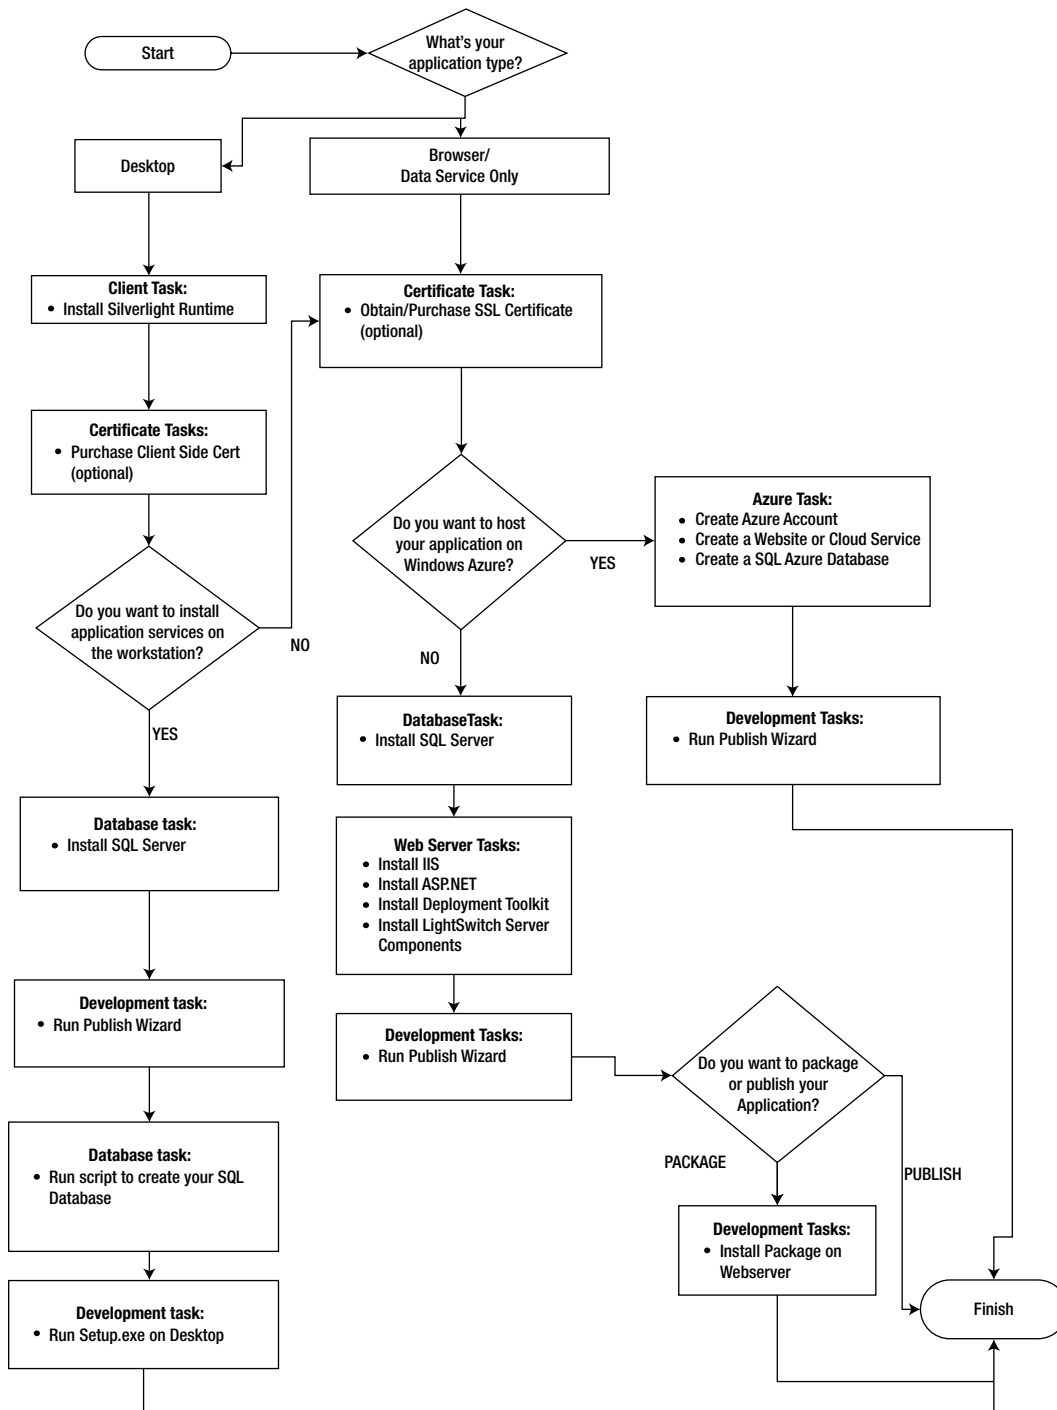 Start
What's your
application type?
Desktop
Browser/
Data Service Only
Client Task:
• Install Silverlight Runtime
Certificate Task:
• Obtain/Purchase SSL Certificate
(optional)
Certificate Tasks:
• Purchase Client Side Cert
(optional)
Do you want to host
your application on
Windows Azure?
YES
Azure Task:
• Create Azure Account
• Create a Website or Cloud Service
• Create a SQL Azure Database
Do you want to install
application services on
the workstation?
NO
NO
YES
DatabaseTask:
• Install SQL Server
Development Tasks:
• Run Publish Wizard
Database task:
• Install SQL Server
Web Server Tasks:
• Install IIS
• Install ASP.NET
• Install Deployment Toolkit
• Install LightSwitch Server
Components
Development task:
• Run Publish Wizard
Development Tasks:
• Run Publish Wizard
Do you want to package
or publish your
Application?
PACKAGE
PUBLISH
Database task:
• Run script to create your SQL
Database
Development Tasks:
• Install Package on
Webserver
Development task:
• Run Setup.exe on Desktop
Finish